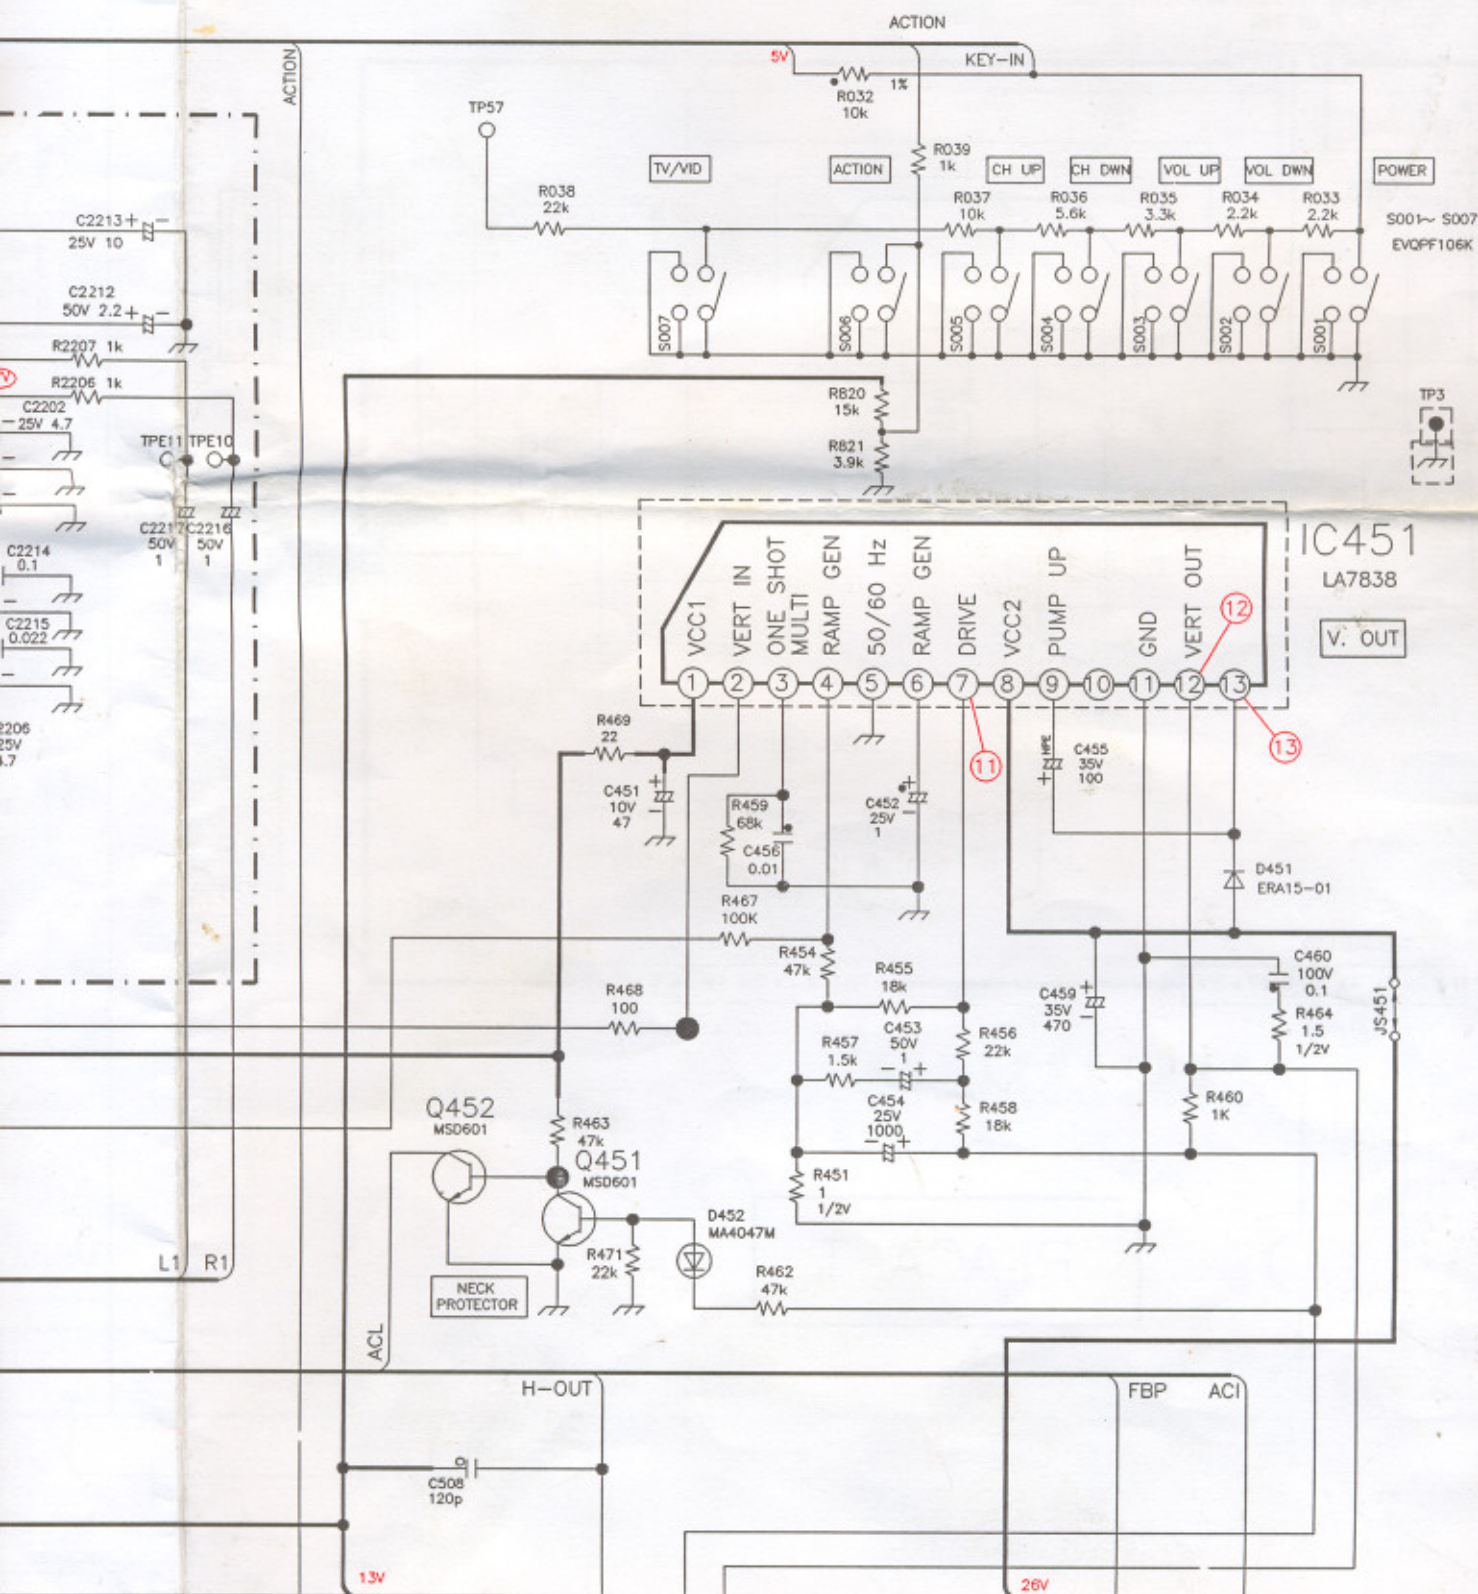 ACTION
ACTION
5V
KEY-IN
R032
10k
1%
TP57
R039
1k
TV/VID
ACTION
CH UP
CH DWN
VOL UP
VOL DWN
POWER
R038
22k
R037
10k
R036
5.6k
R035
3.3k
R034
2.2k
R033
2.2k
S001~ S007
EVQPF106K
C2213
25V 10
C2212
50V 2.2
S007
S006
S005
S004
S003
S002
S001
R2207 1k
R2206 1k
C2202
25V 4.7
R820
15k
R821
3.9k
TP3
TPE11
TPE10
C2217
50V
1
C2216
50V
1
C2214
0.1
C2215
0.022
2206
25V
4.7
IC451
LA7838
V. OUT
VCC1
VERT IN
ONE SHOT
MULTI
RAMP GEN
50/60 Hz
RAMP GEN
DRIVE
VCC2
PUMP UP
GND
VERT OUT
12
1
2
3
4
5
6
7
8
9
10
11
12
13
11
13
R469
22
C451
10V
47
R459
68k
C456
0.01
C452
25V
1
HPE
C455
35V
100
D451
ERA15-01
R467
100K
R454
47k
R455
18k
R468
100
R457
1.5k
C453
50V
1
R456
22k
C454
25V
1000
R458
18k
C459
35V
470
C460
100V
0.1
R464
1.5
1/2V
JS451
R460
1K
R451
1
1/2V
Q452
MSD601
R463
47k
Q451
MSD601
D452
MA4047M
R471
22k
R462
47k
NECK
PROTECTOR
L1
R1
ACL
H-OUT
FBP
ACI
C508
120p
13V
26V